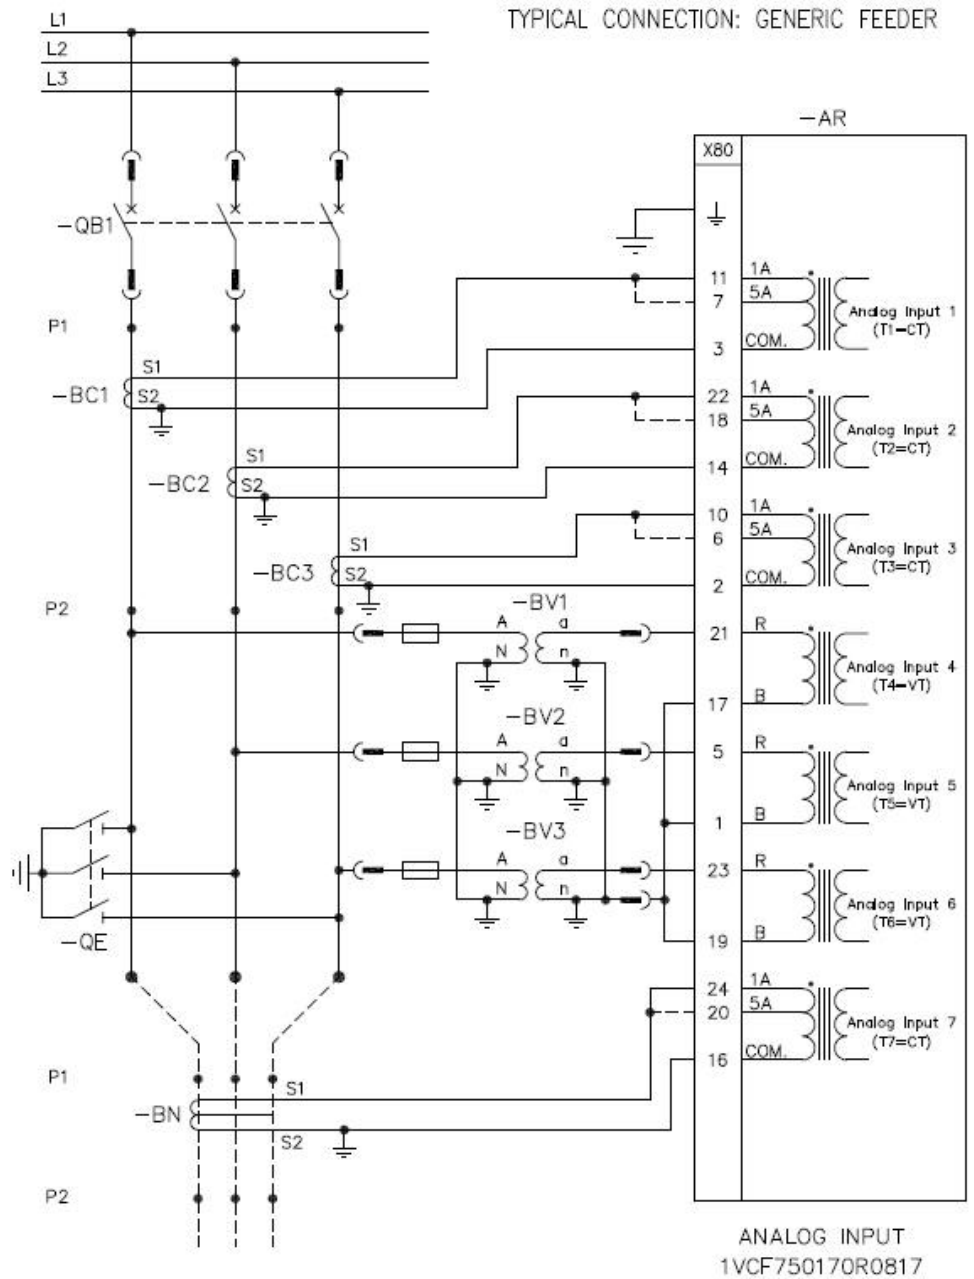 TYPICAL CONNECTION: GENERIC FEEDER
L1
L2
L3
-AR
X80
-QB1
11 1A
7 5A
Analog Input 1
(T1-CT)
3 COM.
P1
S1
-BC1 S2
22 1A
18 5A
Analog Input 2
(T2=CT)
14 COM.
S1
-BC2 S2
10 1A
6 5A
Analog Input 3
(T3=CT)
2 COM.
S1
-BC3 S2
P2
-BV1
A a
N n
21 R
Analog Input 4
(T4-VT)
17 B
-BV2
A a
N n
5 R
Analog Input 5
(T5=VT)
1 B
-BV3
A a
N n
23 R
Analog Input 6
(T6=VT)
19 B
-QE
24 1A
20 5A
Analog Input 7
(T7=CT)
16 COM.
P1
S1
-BN
S2
P2
ANALOG INPUT
1VCF750170R0817